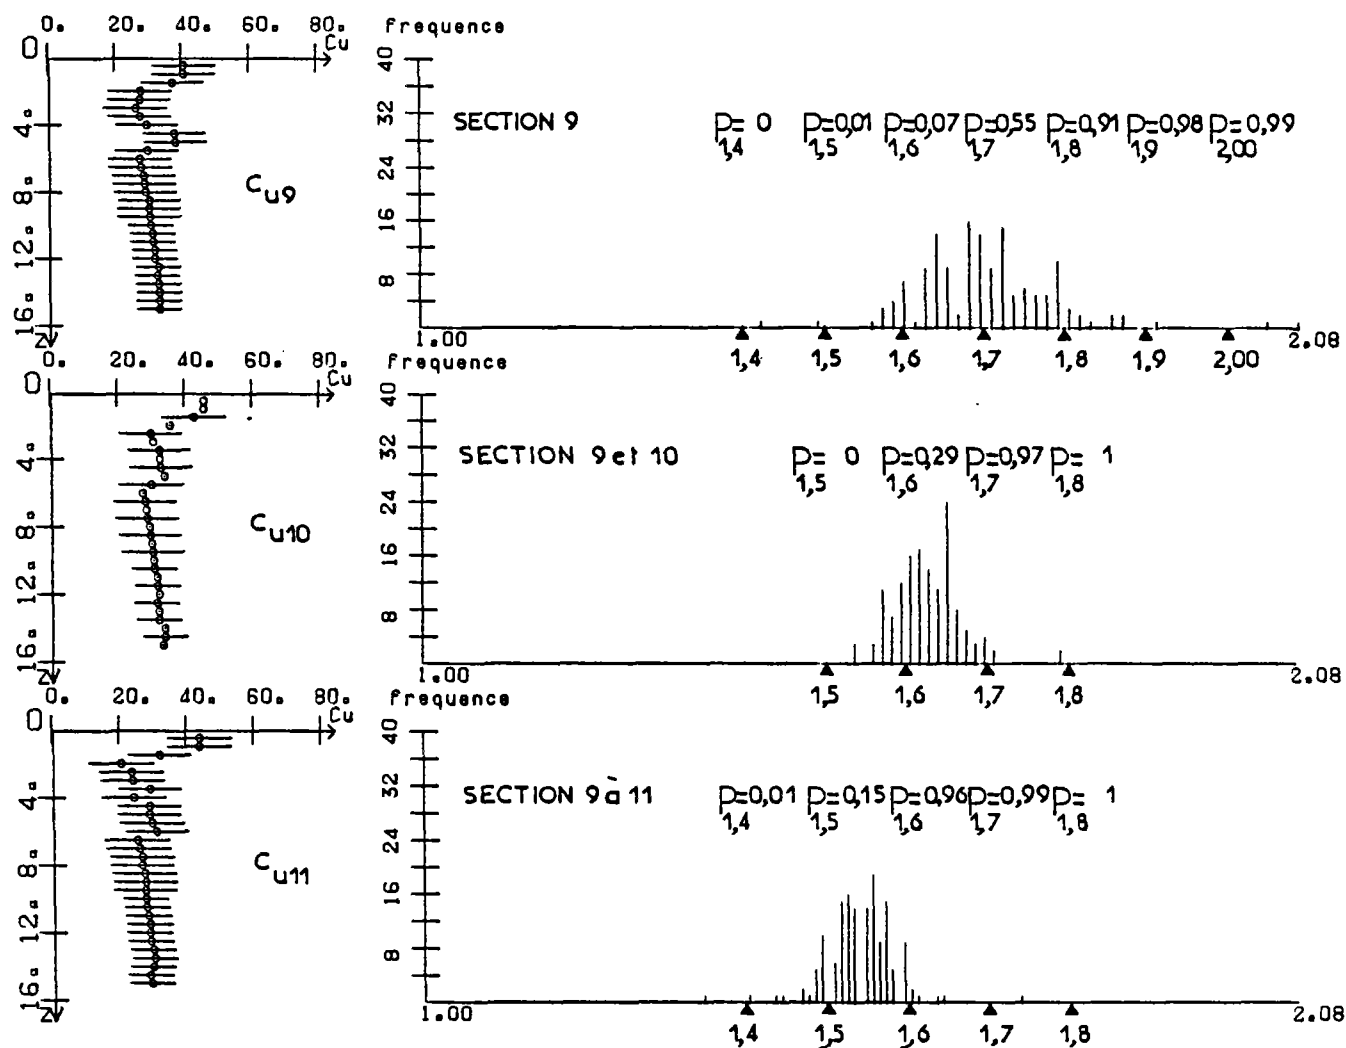 0. 20. 40. 60. 80. frequence
Cu
0
4.
8.
12.
16.
Z
Cu9
40
32
24
16
8
SECTION 9
P= 0 P=0,01 P=0,07 P=0,55 P=0,91 P=0,98 P=0,99
1,4 1,5 1,6 1,7 1,8 1,9 2,00
1.00 2.08
1,4 1,5 1,6 1,7 1,8 1,9 2,00
0. 20. 40. 60. 80. frequence
Cu
0
4.
8.
12.
16.
Z
Cu10
40
32
24
16
8
SECTION 9 et 10
P= 0 P=0,29 P=0,97 P= 1
1,5 1,6 1,7 1,8
1.00 2.08
1,5 1,6 1,7 1,8
0. 20. 40. 60. 80. frequence
Cu
0
4.
8.
12.
16.
Z
Cu11
40
32
24
16
8
SECTION 9 à 11
P=0,01 P=0,15 P=0,96 P=0,99 P= 1
1,4 1,5 1,6 1,7 1,8
1.00 2.08
1,4 1,5 1,6 1,7 1,8